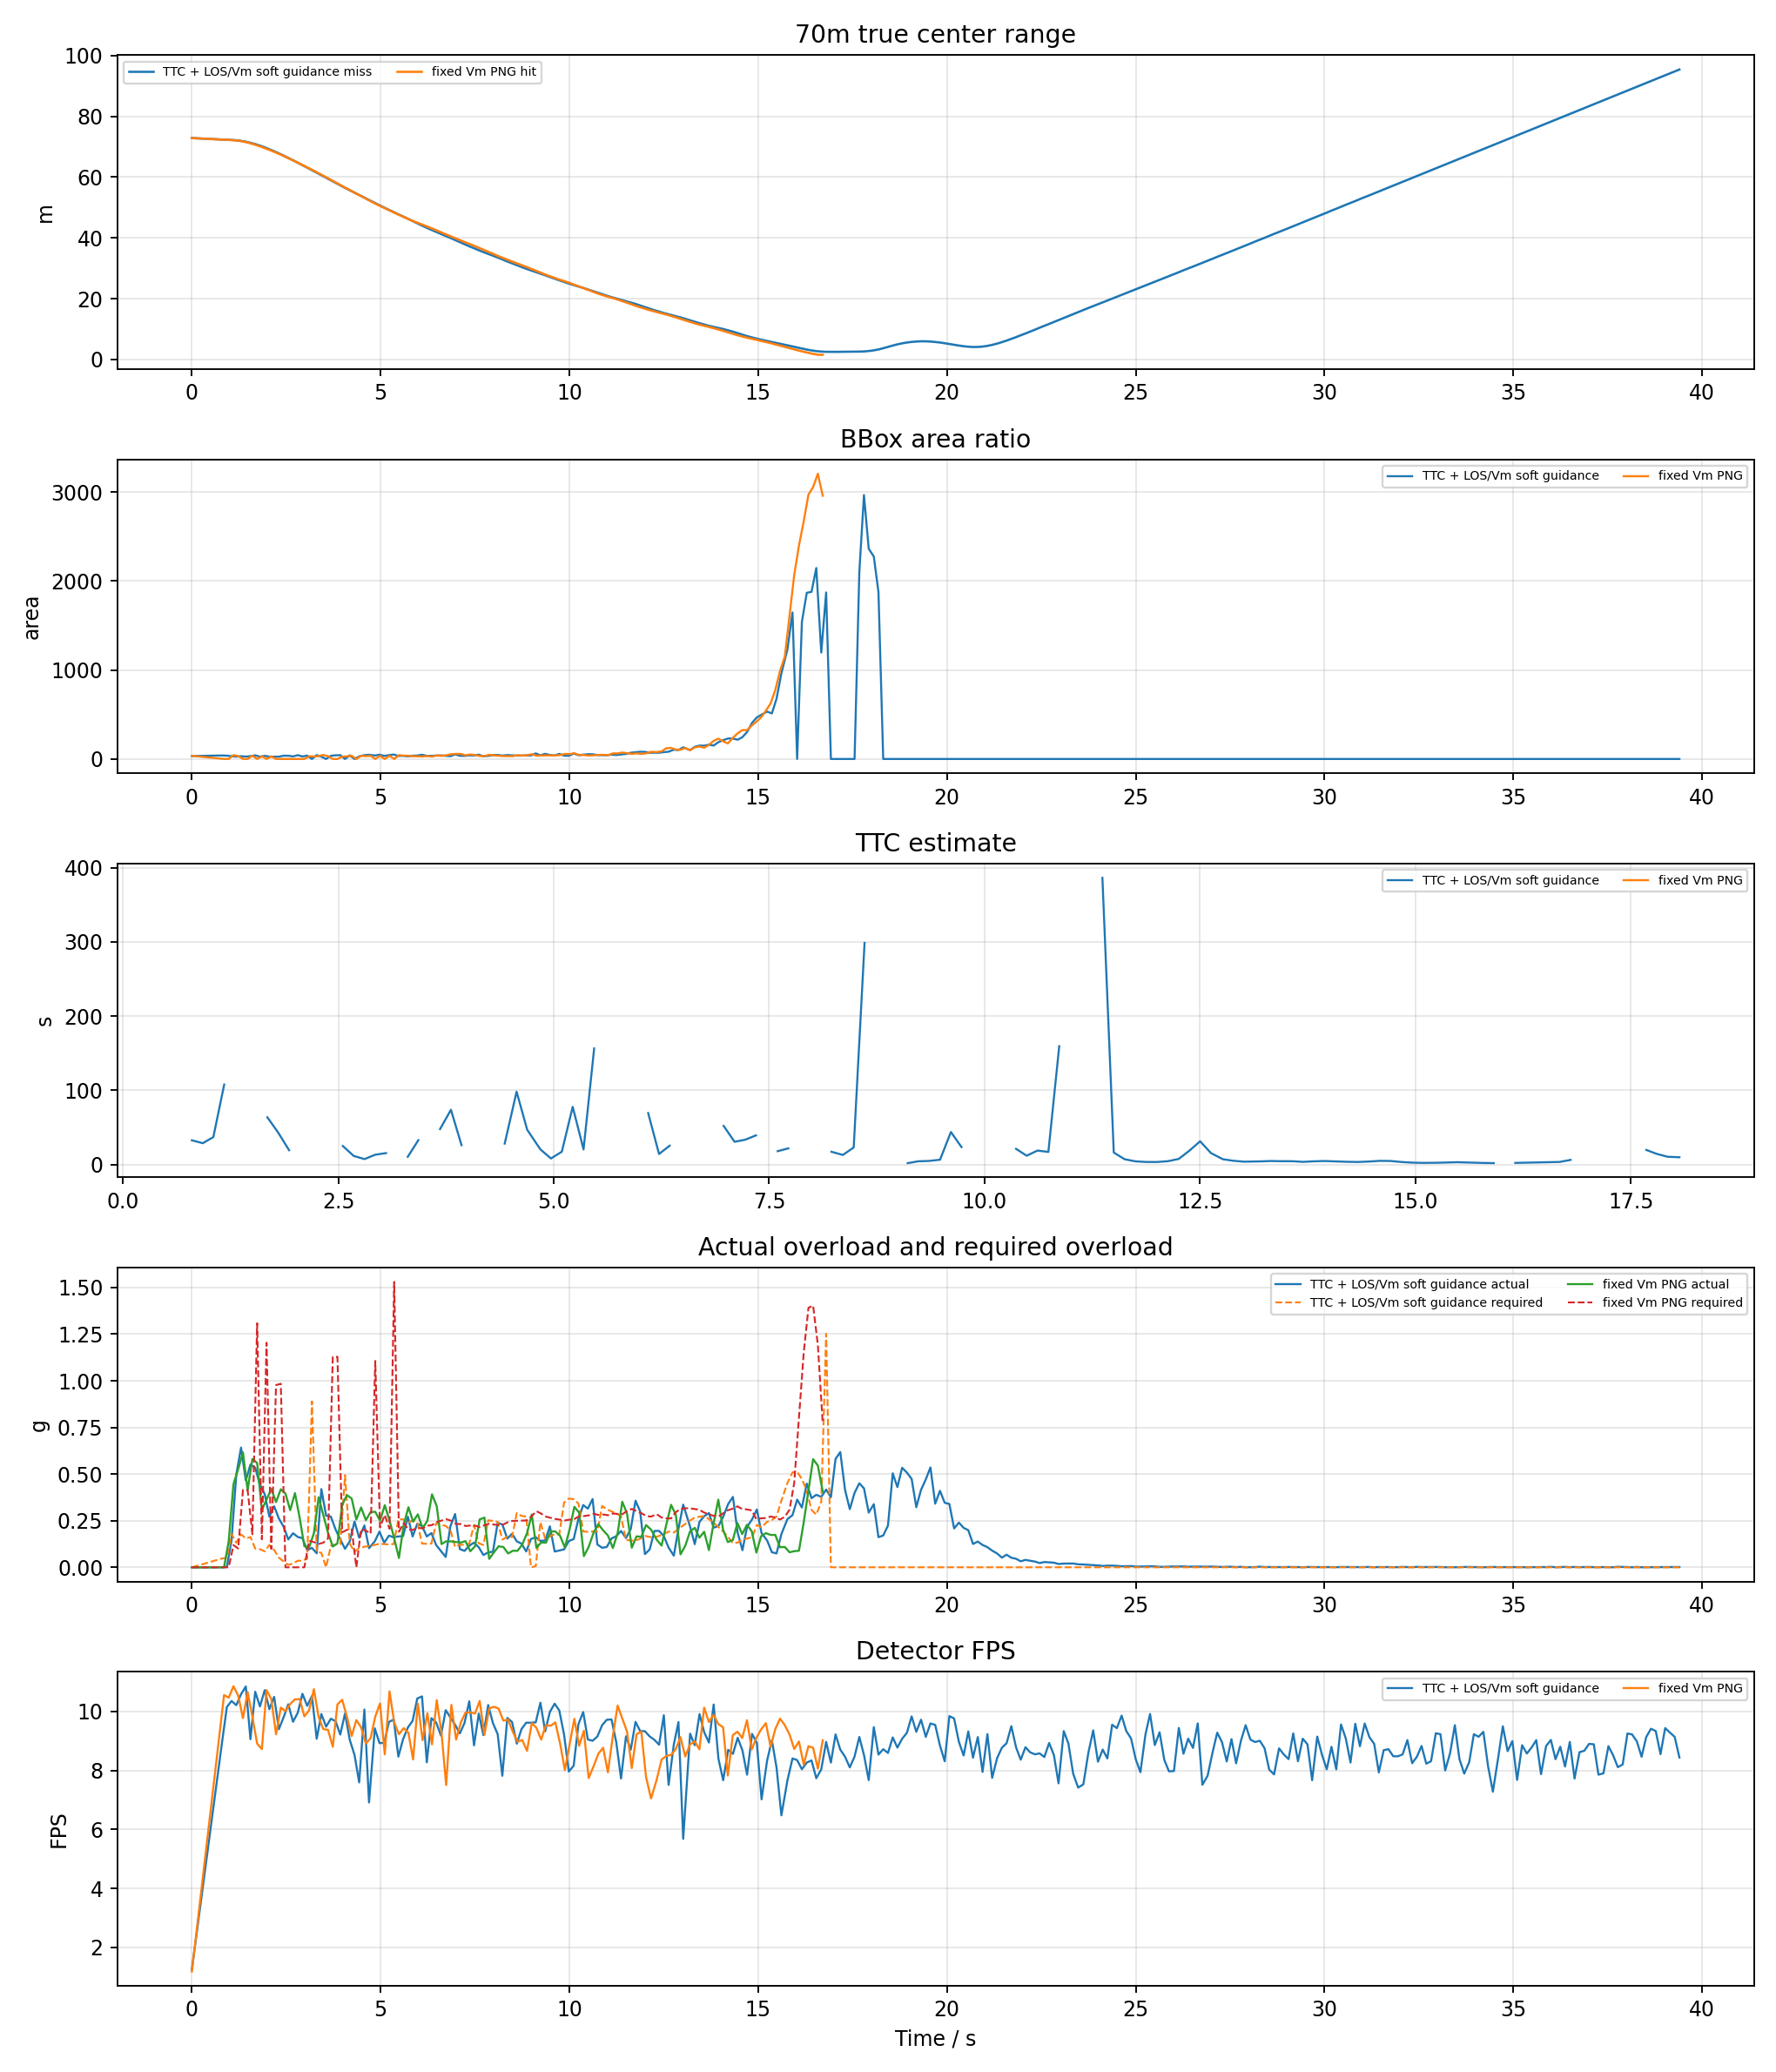 70m true center range
TTC + LOS/Vm soft guidance miss fixed Vm PNG hit
100
80
60
40
20
0
m
0 5 10 15 20 25 30 35 40
BBox area ratio
TTC + LOS/Vm soft guidance fixed Vm PNG
3000
2000
1000
0
area
0 5 10 15 20 25 30 35 40
TTC estimate
TTC + LOS/Vm soft guidance fixed Vm PNG
400
300
200
100
0
s
0.0 2.5 5.0 7.5 10.0 12.5 15.0 17.5
Actual overload and required overload
TTC + LOS/Vm soft guidance actual fixed Vm PNG actual
TTC + LOS/Vm soft guidance required fixed Vm PNG required
1.50
1.25
1.00
0.75
0.50
0.25
0.00
g
0 5 10 15 20 25 30 35 40
Detector FPS
TTC + LOS/Vm soft guidance fixed Vm PNG
10
8
6
4
2
FPS
0 5 10 15 20 25 30 35 40
Time / s